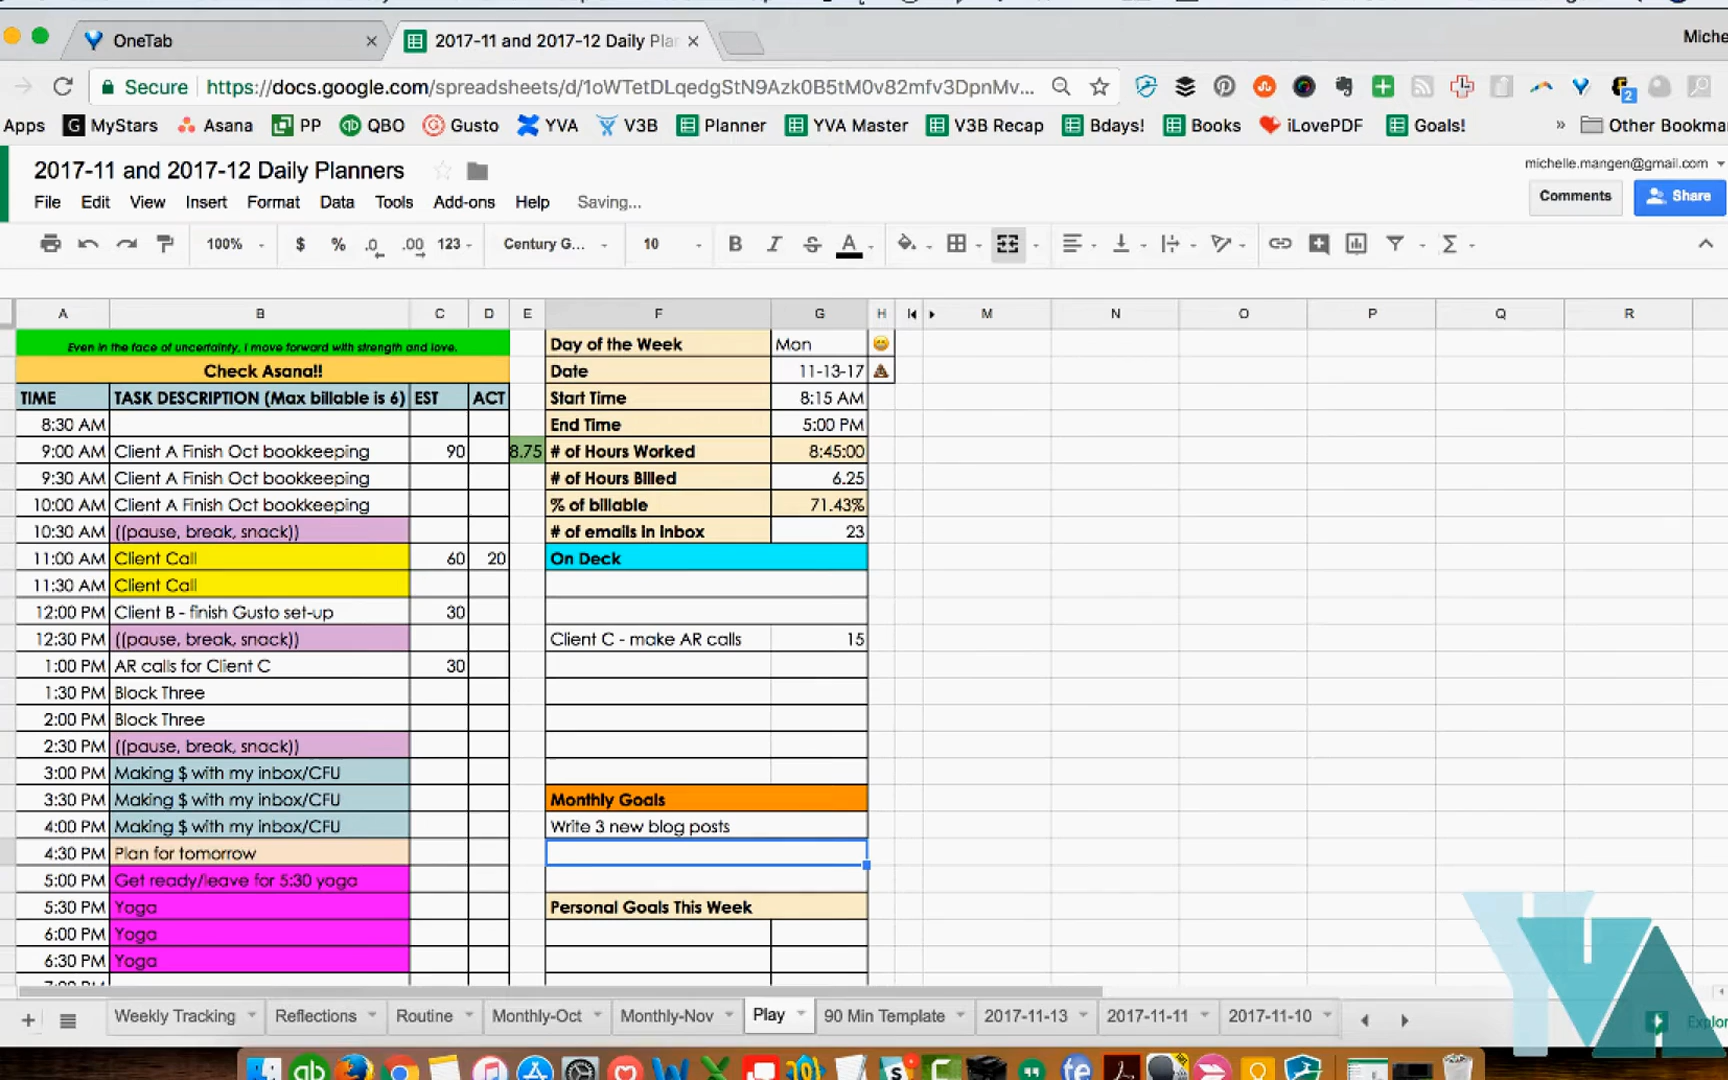 OneTab
2017-11 and 2017-12 Daily Pla
Miche
Secure https://docs.google.com/spreadsheets/d/1oWTetDLqedgStN9Azk0B5tM0v82mfv3DpnMv...
Apps MyStars Asana PP QBO Gusto YVA V3B Planner YVA Master V3B Recap Bdays! Books iLovePDF Goals! » Other Bookma
2017-11 and 2017-12 Daily Planners
michelle.mangen@gmail.com
File Edit View Insert Format Data Tools Add-ons Help Saving...
Comments Share
100% $ % .0 .00 123 Century G... 10 B I S A Σ
A B C D E F G H M N O P Q R
Even in the face of uncertainty, I move forward with strength and love. Day of the Week Mon
Check Asana!! Date 11-13-17
TIME TASK DESCRIPTION (Max billable is 6) EST ACT Start Time 8:15 AM
8:30 AM End Time 5:00 PM
9:00 AM Client A Finish Oct bookkeeping 90 8.75 # of Hours Worked 8:45:00
9:30 AM Client A Finish Oct bookkeeping # of Hours Billed 6.25
10:00 AM Client A Finish Oct bookkeeping % of billable 71.43%
10:30 AM ((pause, break, snack)) # of emails in inbox 23
11:00 AM Client Call 60 20 On Deck
11:30 AM Client Call
12:00 PM Client B - finish Gusto set-up 30
12:30 PM ((pause, break, snack)) Client C - make AR calls 15
1:00 PM AR calls for Client C 30
1:30 PM Block Three
2:00 PM Block Three
2:30 PM ((pause, break, snack))
3:00 PM Making $ with my inbox/CFU
3:30 PM Making $ with my inbox/CFU Monthly Goals
4:00 PM Making $ with my inbox/CFU Write 3 new blog posts
4:30 PM Plan for tomorrow
5:00 PM Get ready/leave for 5:30 yoga
5:30 PM Yoga Personal Goals This Week
6:00 PM Yoga
6:30 PM Yoga
Weekly Tracking Reflections Routine Monthly-Oct Monthly-Nov Play 90 Min Template 2017-11-13 2017-11-11 2017-11-10 Explor
YVA